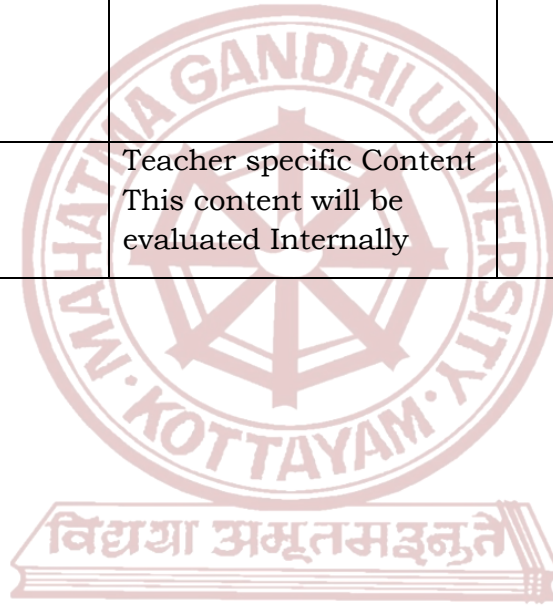 MAHATMA GANDHI UNIVERSITY
Teacher specific Content
This content will be
evaluated Internally
KOTTAYAM
विद्यया अमृतमश्नुते